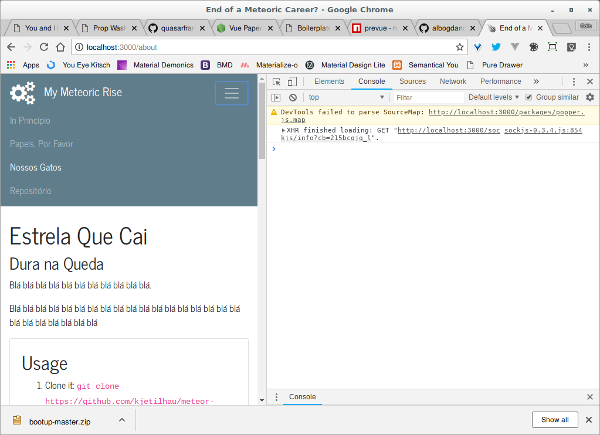 End of a Meteoric Career? - Google Chrome
You and I
Prop Wash
quasarfran
Vue Paper
Boilerplat
prevue - n
albogdano
End of a M
localhost:3000/about
Apps
You Eye Kitsch
Material Demonics
BMD
Materialize-o
Material Design Lite
Semantical You
Pure Drawer
My Meteoric Rise
In Principio
Papeis, Por Favor
Nossos Gatos
Repositório
Estrela Que Cai
Dura na Queda
Blá blá blá blá blá blá blá blá blá blá blá.
Blá blá blá blá blá blá blá blá blá blá blá blá blá blá blá blá blá blá
blá blá blá blá blá blá blá
Usage
1. Clone it: git clone
https://github.com/kjetilhau/meteor-
Elements
Console
Sources
Network
Performance
top
Filter
Default levels
Group similar
DevTools failed to parse SourceMap: http://localhost:3000/packages/popper.
js.map
XHR finished loading: GET "http://localhost:3000/soc sockjs-0.3.4.js:854
kjs/info?cb=215bcqjg_l".
Console
bootup-master.zip
Show all